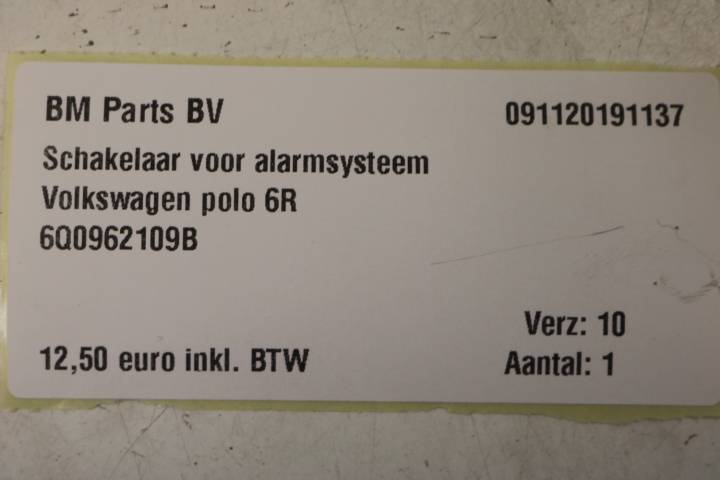 BM Parts BV 091120191137
Schakelaar voor alarmsysteem
Volkswagen polo 6R
6Q0962109B
Verz: 10
12,50 euro inkl. BTW Aantal: 1